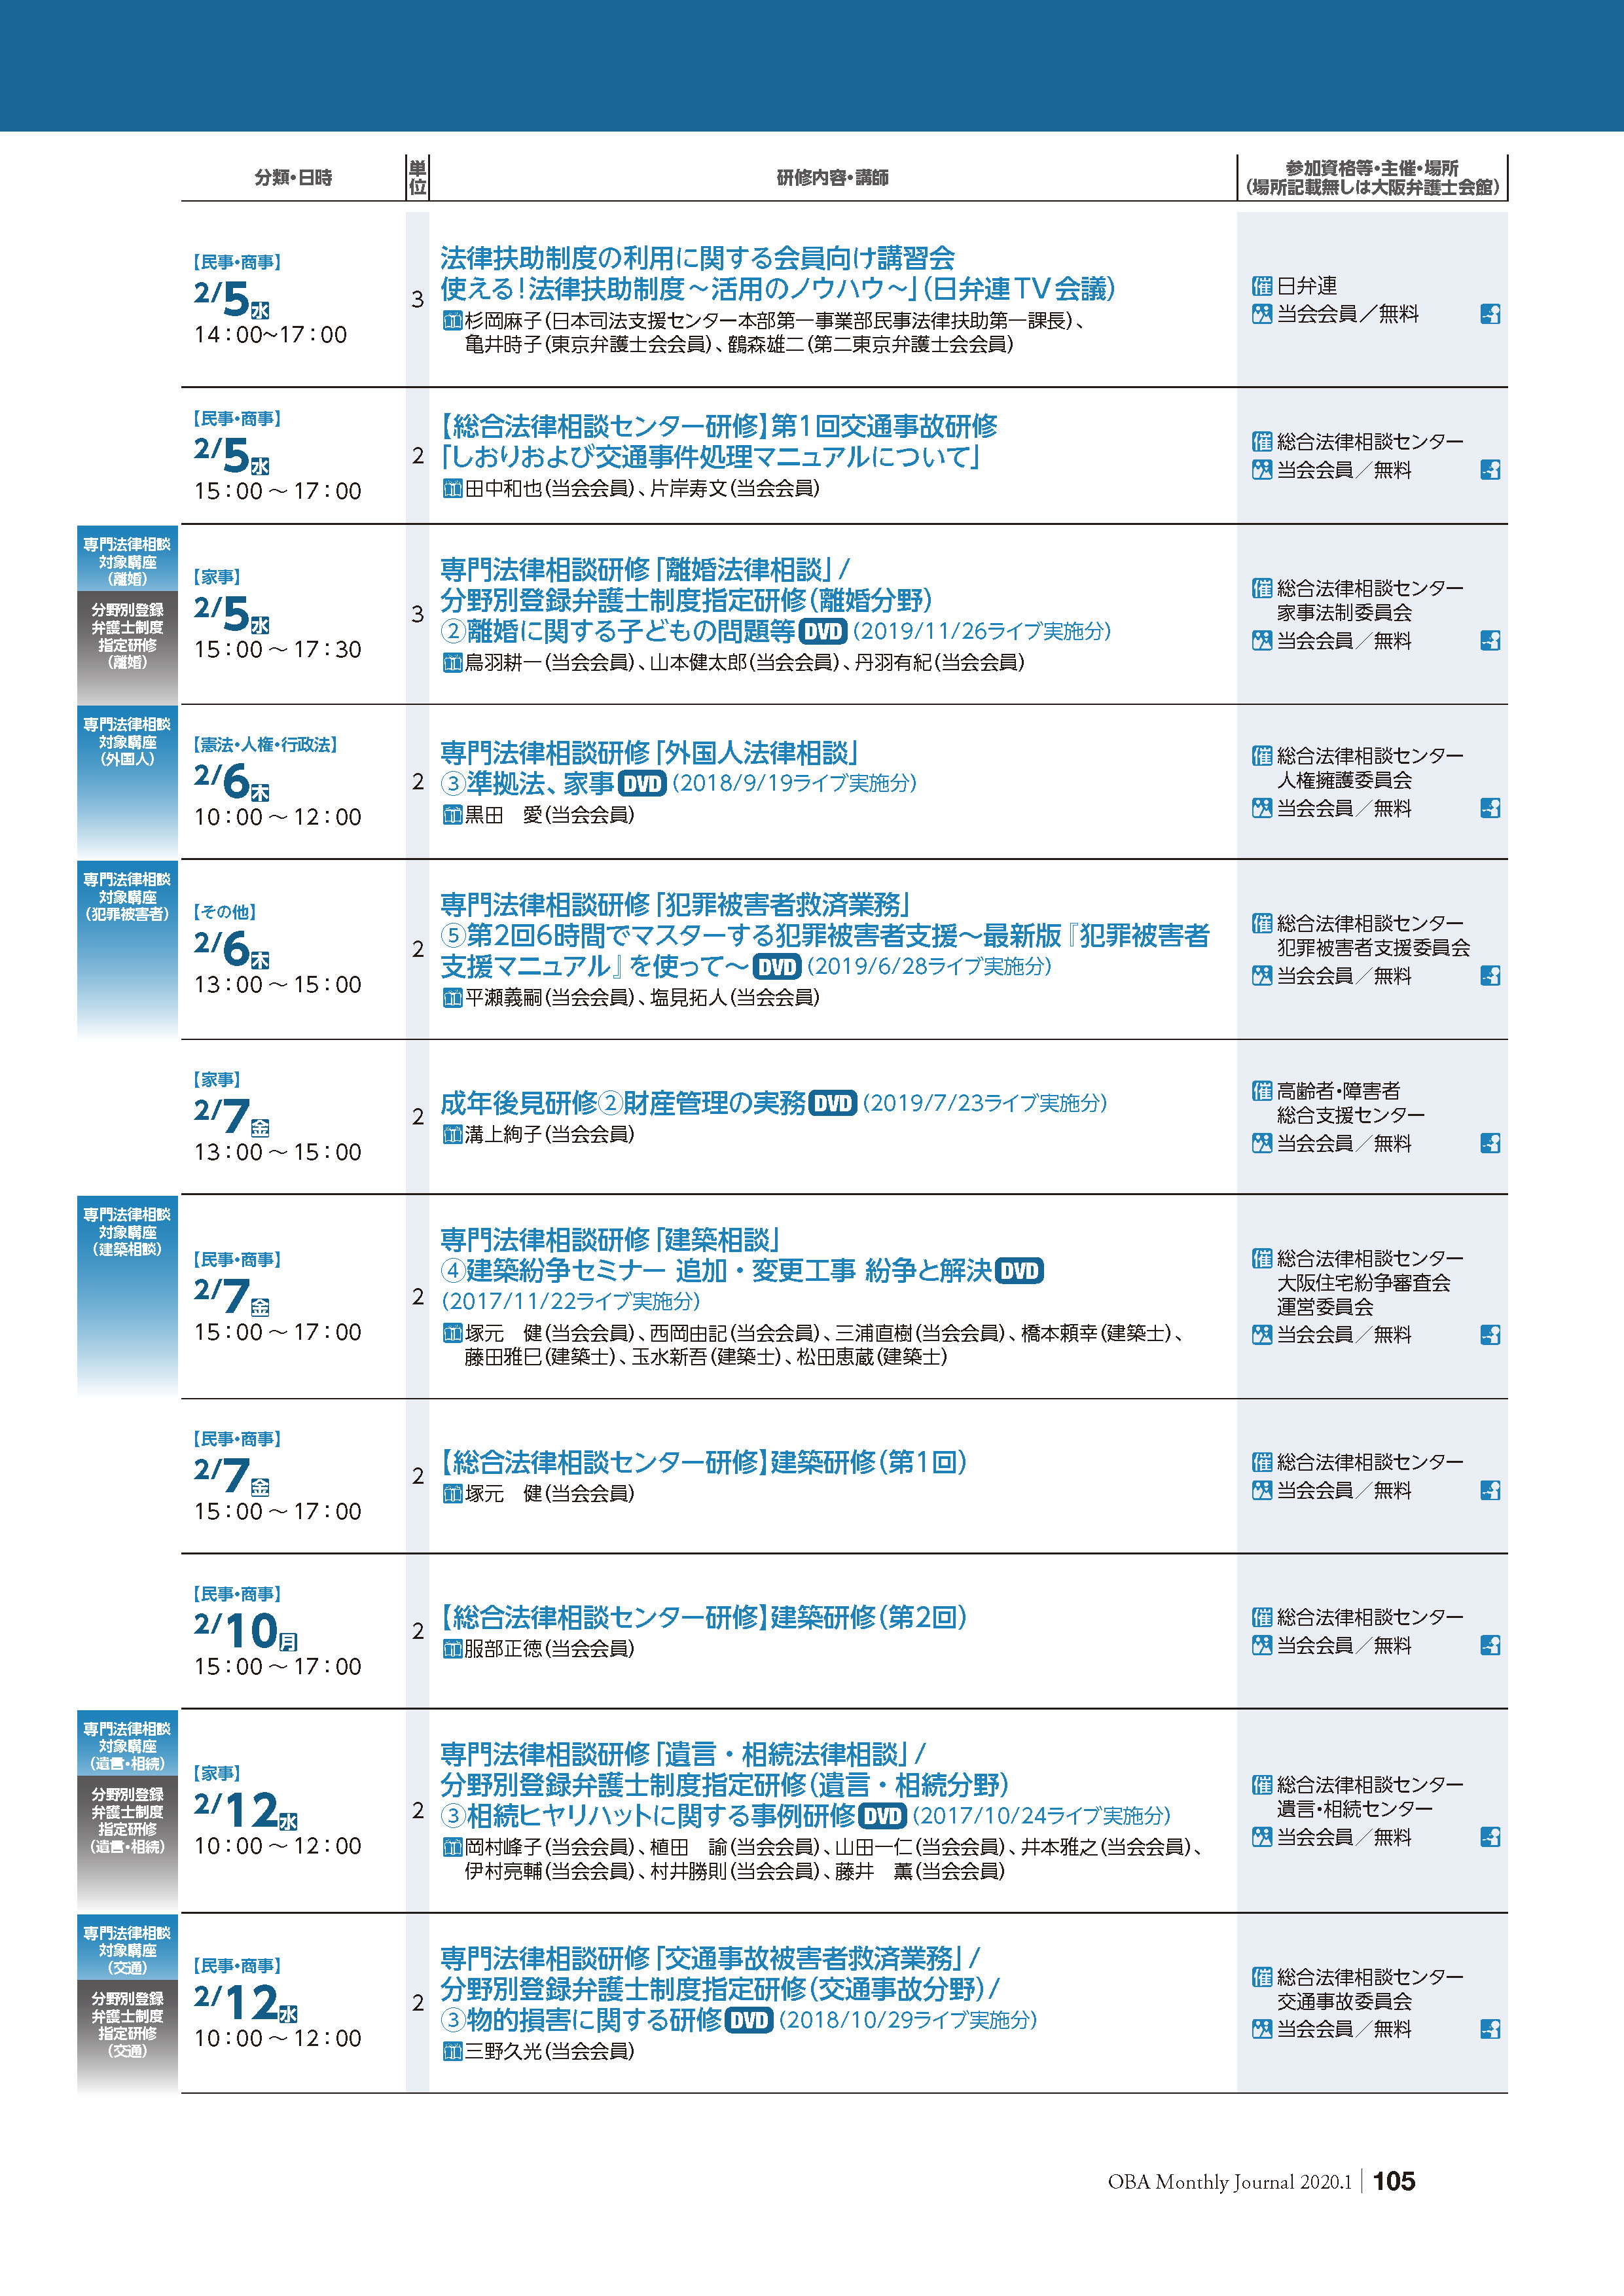 分類・日時
単位
研修内容・講師
参加資格等・主催・場所
（場所記載無しは大阪弁護士会館）
【民事・商事】
2/5水
14：00~17：00
3
法律扶助制度の利用に関する会員向け講習会
使える！法律扶助制度～活用のノウハウ～」（日弁連TV会議）
杉岡麻子（日本司法支援センター本部第一事業部民事法律扶助第一課長）、
亀井時子（東京弁護士会会員）、鶴森雄二（第二東京弁護士会会員）
催 日弁連
当会会員／無料
【民事・商事】
2/5水
15：00 ～ 17：00
2
【総合法律相談センター研修】第1回交通事故研修
「しおりおよび交通事件処理マニュアルについて」
田中和也（当会会員）、片岸寿文（当会会員）
催 総合法律相談センター
当会会員／無料
専門法律相談
対象講座
（離婚）
分野別登録
弁護士制度
指定研修
（離婚）
【家事】
2/5水
15：00 ～ 17：30
3
専門法律相談研修「離婚法律相談」/
分野別登録弁護士制度指定研修（離婚分野）
②離婚に関する子どもの問題等 DVD （2019/11/26ライブ実施分）
鳥羽耕一（当会会員）、山本健太郎（当会会員）、丹羽有紀（当会会員）
催 総合法律相談センター
家事法制委員会
当会会員／無料
専門法律相談
対象講座
（外国人）
【憲法・人権・行政法】
2/6木
10：00 ～ 12：00
2
専門法律相談研修「外国人法律相談」
③準拠法、家事 DVD （2018/9/19ライブ実施分）
黒田　愛（当会会員）
催 総合法律相談センター
人権擁護委員会
当会会員／無料
専門法律相談
対象講座
（犯罪被害者）
【その他】
2/6木
13：00 ～ 15：00
2
専門法律相談研修「犯罪被害者救済業務」
⑤第2回6時間でマスターする犯罪被害者支援～最新版『犯罪被害者
支援マニュアル』を使って～ DVD （2019/6/28ライブ実施分）
平瀬義嗣（当会会員）、塩見拓人（当会会員）
催 総合法律相談センター
犯罪被害者支援委員会
当会会員／無料
【家事】
2/7金
13：00 ～ 15：00
2
成年後見研修②財産管理の実務 DVD （2019/7/23ライブ実施分）
溝上絢子（当会会員）
催 高齢者・障害者
総合支援センター
当会会員／無料
専門法律相談
対象講座
（建築相談）
【民事・商事】
2/7金
15：00 ～ 17：00
2
専門法律相談研修「建築相談」
④建築紛争セミナー 追加・変更工事 紛争と解決 DVD
（2017/11/22ライブ実施分）
塚元　健（当会会員）、西岡由記（当会会員）、三浦直樹（当会会員）、橋本頼幸（建築士）、
藤田雅巳（建築士）、玉水新吾（建築士）、松田恵蔵（建築士）
催 総合法律相談センター
大阪住宅紛争審査会
運営委員会
当会会員／無料
【民事・商事】
2/7金
15：00 ～ 17：00
2
【総合法律相談センター研修】建築研修（第1回）
塚元　健（当会会員）
催 総合法律相談センター
当会会員／無料
【民事・商事】
2/10月
15：00 ～ 17：00
2
【総合法律相談センター研修】建築研修（第2回）
服部正徳（当会会員）
催 総合法律相談センター
当会会員／無料
専門法律相談
対象講座
（遺言・相続）
分野別登録
弁護士制度
指定研修
（遺言・相続）
【家事】
2/12水
10：00 ～ 12：00
2
専門法律相談研修「遺言・相続法律相談」/
分野別登録弁護士制度指定研修（遺言・相続分野）
③相続ヒヤリハットに関する事例研修 DVD （2017/10/24ライブ実施分）
岡村峰子（当会会員）、植田　諭（当会会員）、山田一仁（当会会員）、井本雅之（当会会員）、
伊村亮輔（当会会員）、村井勝則（当会会員）、藤井　薫（当会会員）
催 総合法律相談センター
遺言・相続センター
当会会員／無料
専門法律相談
対象講座
（交通）
分野別登録
弁護士制度
指定研修
（交通）
【民事・商事】
2/12水
10：00 ～ 12：00
2
専門法律相談研修「交通事故被害者救済業務」/
分野別登録弁護士制度指定研修（交通事故分野）/
③物的損害に関する研修 DVD （2018/10/29ライブ実施分）
三野久光（当会会員）
催 総合法律相談センター
交通事故委員会
当会会員／無料
OBA Monthly Journal 2020.1 105